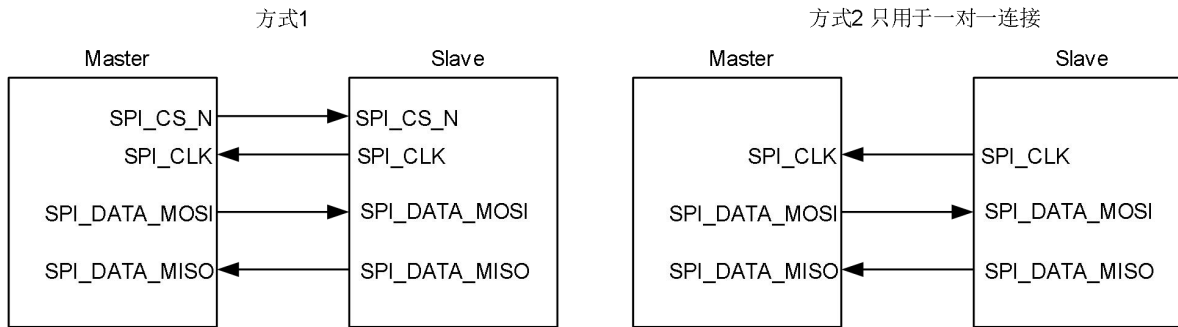 方式1
Master
Slave
SPI_CS_N
SPI_CS_N
SPI_CLK
SPI_CLK
SPI_DATA_MOSI
SPI_DATA_MOSI
SPI_DATA_MISO
SPI_DATA_MISO
方式2 只用于一对一连接
Master
Slave
SPI_CLK
SPI_CLK
SPI_DATA_MOSI
SPI_DATA_MOSI
SPI_DATA_MISO
SPI_DATA_MISO